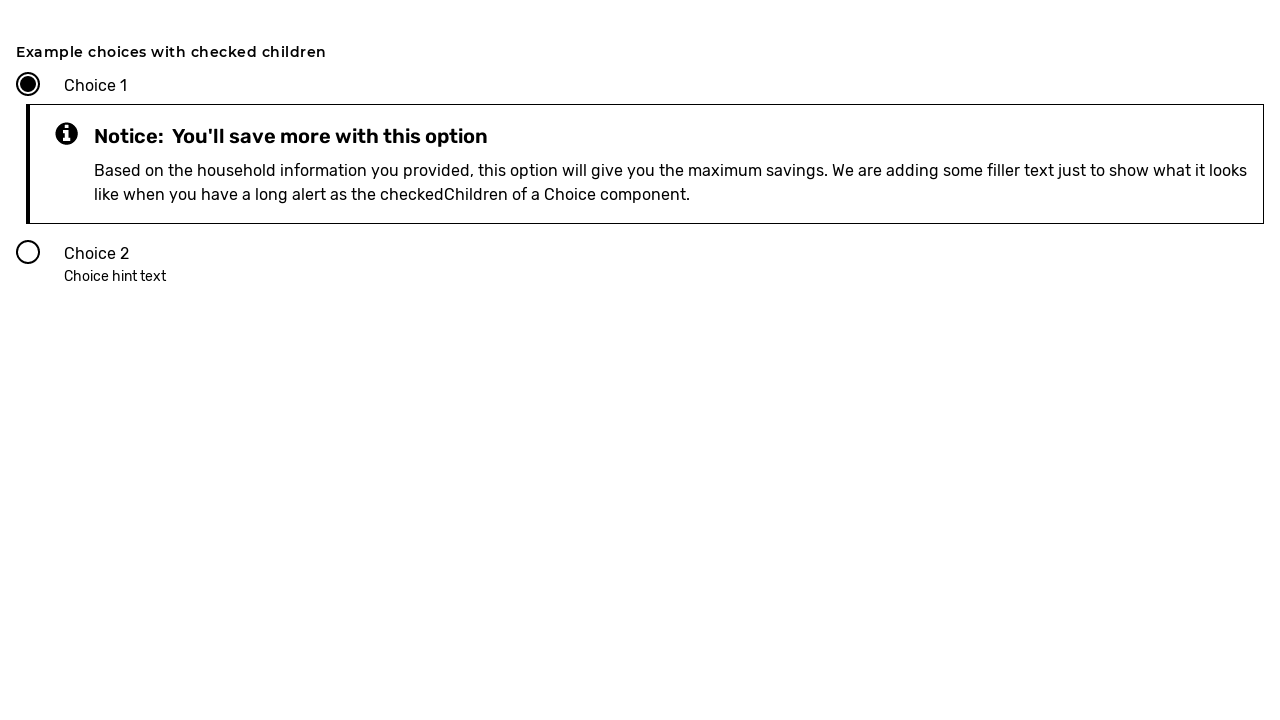 Example choices with checked children
Choice 1
Notice: You'll save more with this option
Based on the household information you provided, this option will give you the maximum savings. We are adding some filler text just to show what it looks
like when you have a long alert as the checkedChildren of a Choice component.
Choice 2
Choice hint text